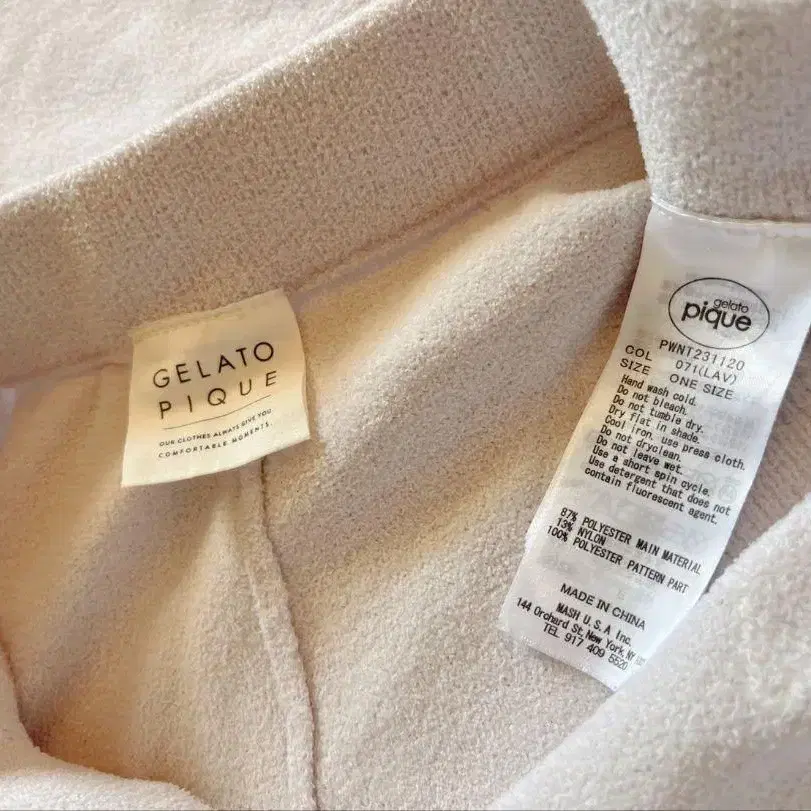 GELATO
PIQUE
OUR CLOTHES ALWAYS GIVE YOU
COMFORTABLE MOMENTS.
gelato
pique
PWNT231120
COL 071(LAV)
SIZE ONE SIZE
Hand wash cold.
Do not bleach.
Do not tumble dry.
Dry flat in shade.
Cool iron. use press cloth.
Do not dryclean.
Do not leave wet.
Use a short spin cycle.
Use detergent that does not
contain fluorescent agent.
87% POLYESTER MAIN MATERIAL
13% NYLON
100% POLYESTER PATTERN PART
MADE IN CHINA
MASH U.S.A Inc.
144 Orchard St, New York, NY
TEL 917 409 5520